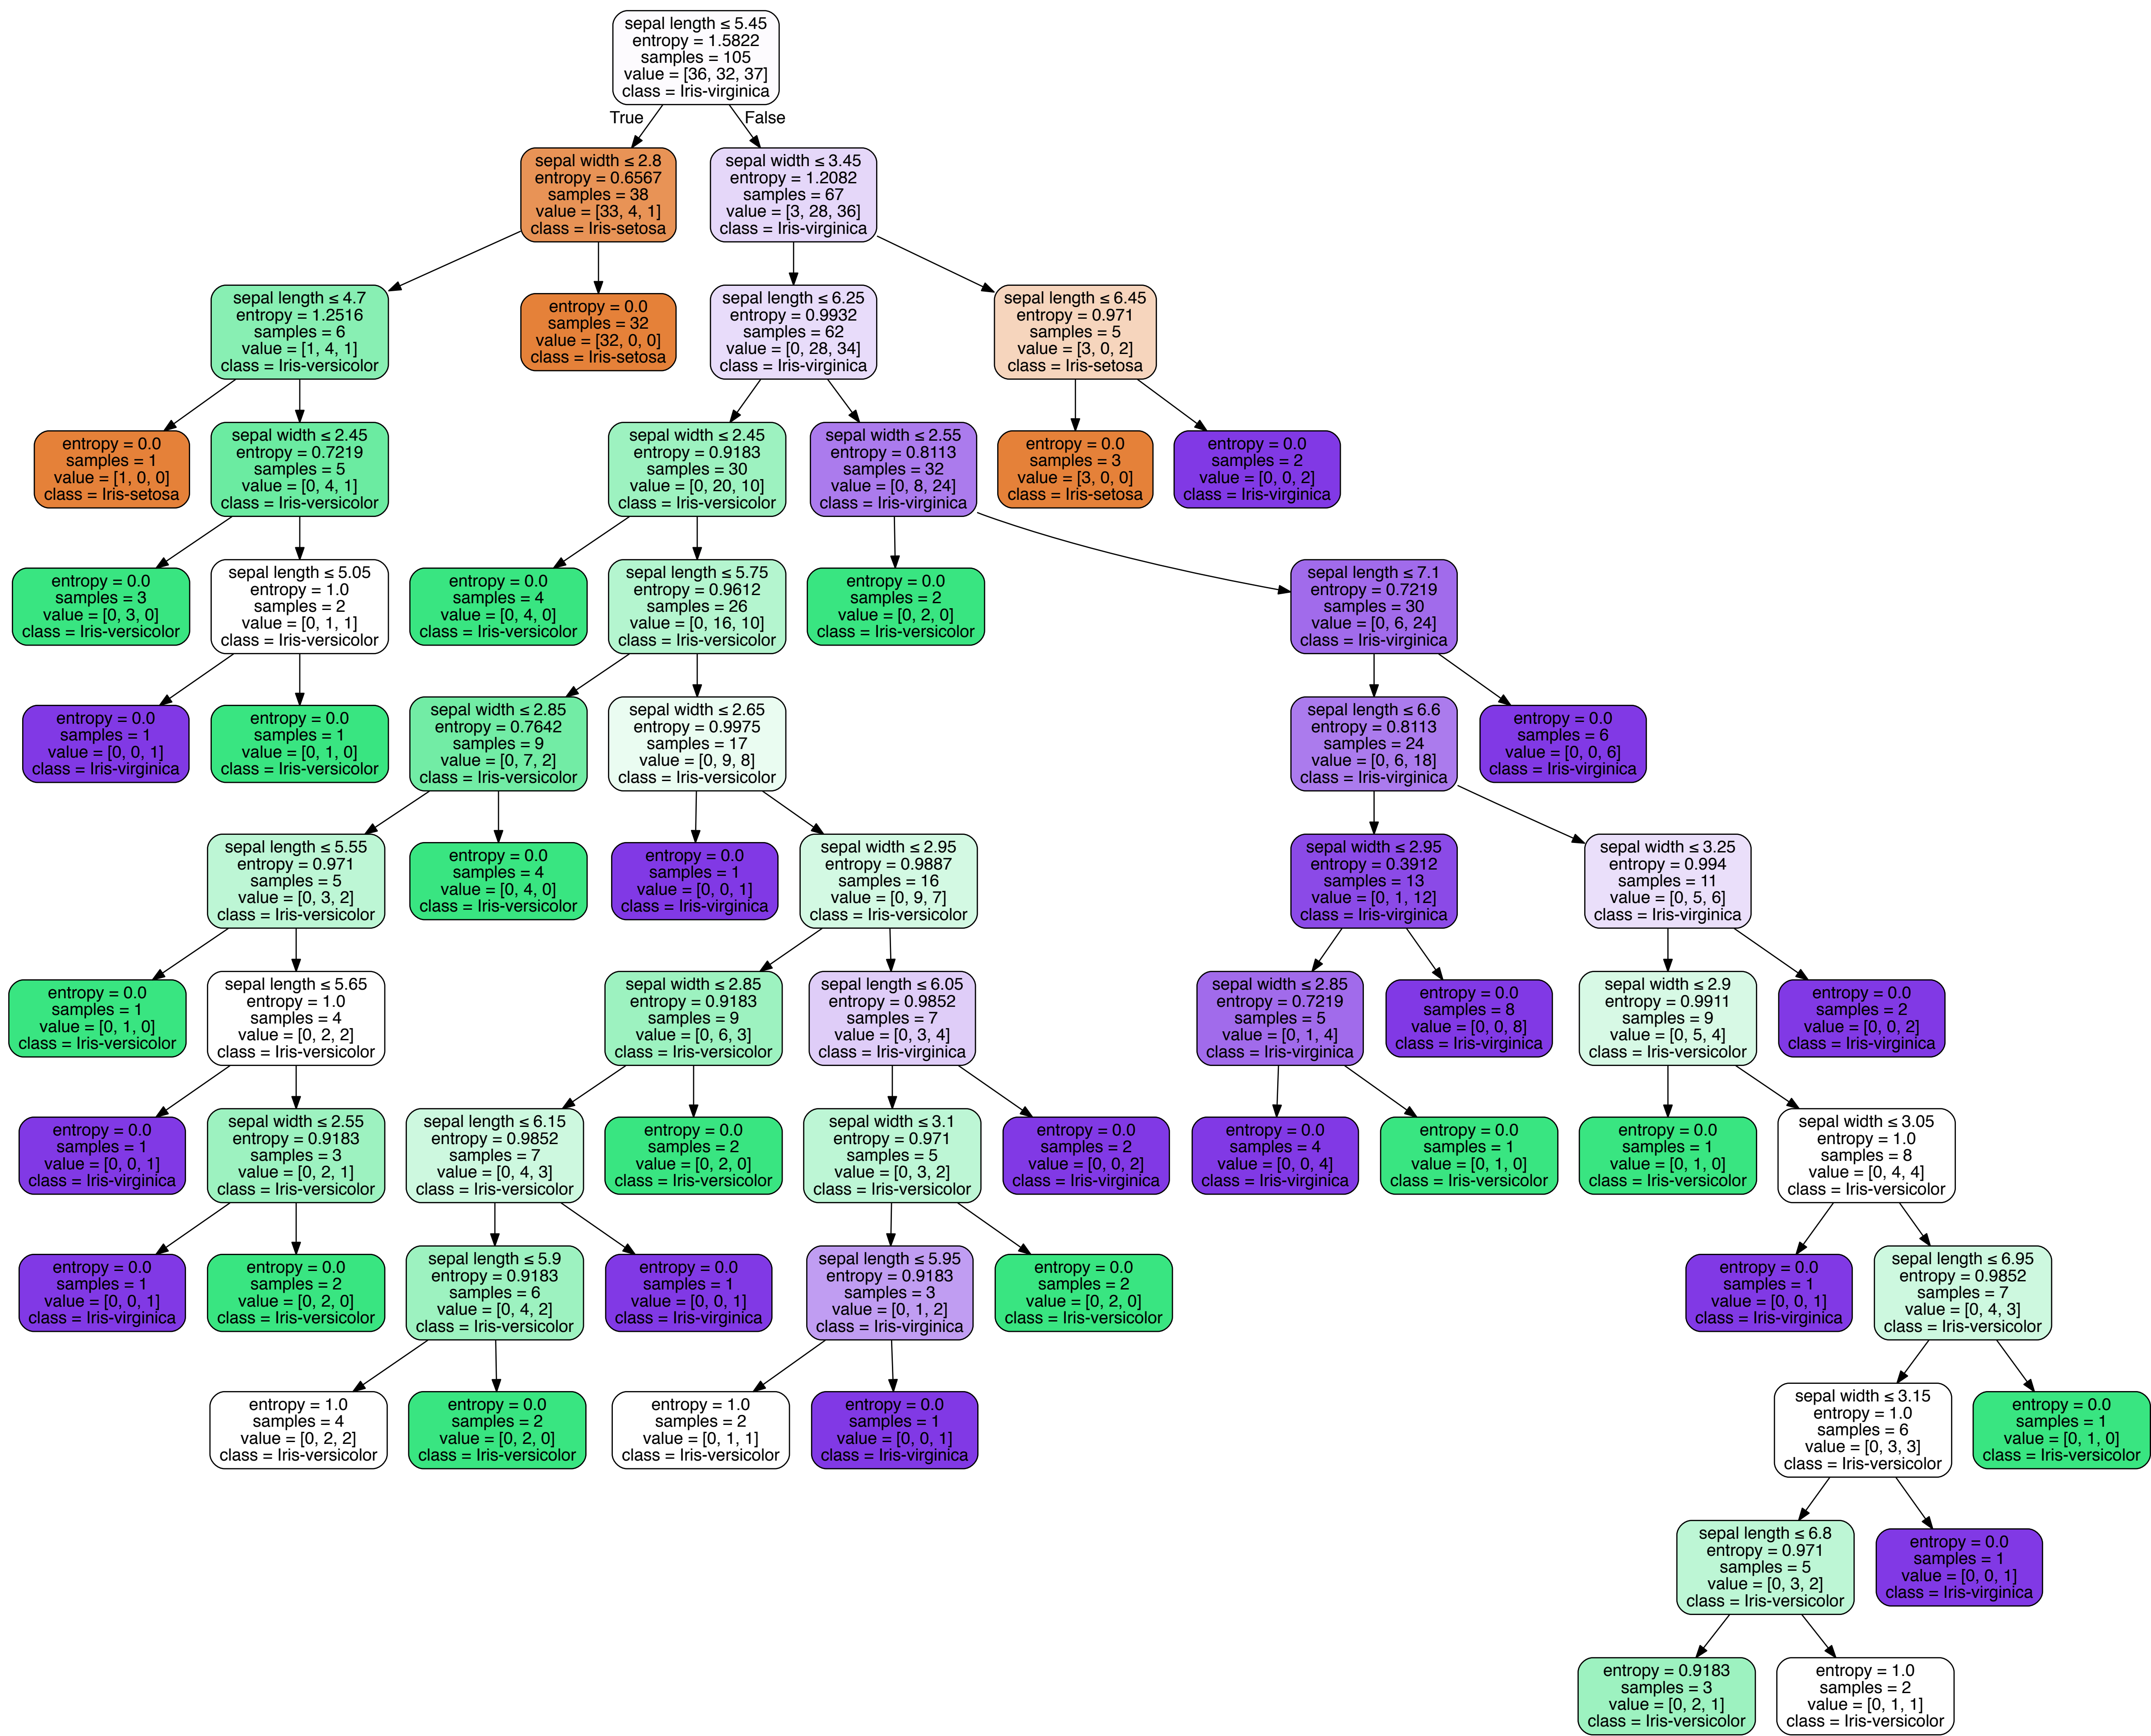 sepal length ≤ 5.45
entropy = 1.5822
samples = 105
value = [36, 32, 37]
class = Iris-virginica
True
False
sepal width ≤ 2.8
entropy = 0.6567
samples = 38
value = [33, 4, 1]
class = Iris-setosa
sepal width ≤ 3.45
entropy = 1.2082
samples = 67
value = [3, 28, 36]
class = Iris-virginica
sepal length ≤ 4.7
entropy = 1.2516
samples = 6
value = [1, 4, 1]
class = Iris-versicolor
entropy = 0.0
samples = 32
value = [32, 0, 0]
class = Iris-setosa
sepal length ≤ 6.25
entropy = 0.9932
samples = 62
value = [0, 28, 34]
class = Iris-virginica
sepal length ≤ 6.45
entropy = 0.971
samples = 5
value = [3, 0, 2]
class = Iris-setosa
entropy = 0.0
samples = 1
value = [1, 0, 0]
class = Iris-setosa
sepal width ≤ 2.45
entropy = 0.7219
samples = 5
value = [0, 4, 1]
class = Iris-versicolor
sepal width ≤ 2.45
entropy = 0.9183
samples = 30
value = [0, 20, 10]
class = Iris-versicolor
sepal width ≤ 2.55
entropy = 0.8113
samples = 32
value = [0, 8, 24]
class = Iris-virginica
entropy = 0.0
samples = 3
value = [3, 0, 0]
class = Iris-setosa
entropy = 0.0
samples = 2
value = [0, 0, 2]
class = Iris-virginica
entropy = 0.0
samples = 3
value = [0, 3, 0]
class = Iris-versicolor
sepal length ≤ 5.05
entropy = 1.0
samples = 2
value = [0, 1, 1]
class = Iris-versicolor
entropy = 0.0
samples = 4
value = [0, 4, 0]
class = Iris-versicolor
sepal length ≤ 5.75
entropy = 0.9612
samples = 26
value = [0, 16, 10]
class = Iris-versicolor
entropy = 0.0
samples = 2
value = [0, 2, 0]
class = Iris-versicolor
sepal length ≤ 7.1
entropy = 0.7219
samples = 30
value = [0, 6, 24]
class = Iris-virginica
entropy = 0.0
samples = 1
value = [0, 0, 1]
class = Iris-virginica
entropy = 0.0
samples = 1
value = [0, 1, 0]
class = Iris-versicolor
sepal width ≤ 2.85
entropy = 0.7642
samples = 9
value = [0, 7, 2]
class = Iris-versicolor
sepal width ≤ 2.65
entropy = 0.9975
samples = 17
value = [0, 9, 8]
class = Iris-versicolor
sepal length ≤ 6.6
entropy = 0.8113
samples = 24
value = [0, 6, 18]
class = Iris-virginica
entropy = 0.0
samples = 6
value = [0, 0, 6]
class = Iris-virginica
sepal length ≤ 5.55
entropy = 0.971
samples = 5
value = [0, 3, 2]
class = Iris-versicolor
entropy = 0.0
samples = 4
value = [0, 4, 0]
class = Iris-versicolor
entropy = 0.0
samples = 1
value = [0, 0, 1]
class = Iris-virginica
sepal width ≤ 2.95
entropy = 0.9887
samples = 16
value = [0, 9, 7]
class = Iris-versicolor
sepal width ≤ 2.95
entropy = 0.3912
samples = 13
value = [0, 1, 12]
class = Iris-virginica
sepal width ≤ 3.25
entropy = 0.994
samples = 11
value = [0, 5, 6]
class = Iris-virginica
entropy = 0.0
samples = 1
value = [0, 1, 0]
class = Iris-versicolor
sepal length ≤ 5.65
entropy = 1.0
samples = 4
value = [0, 2, 2]
class = Iris-versicolor
sepal width ≤ 2.85
entropy = 0.9183
samples = 9
value = [0, 6, 3]
class = Iris-versicolor
sepal length ≤ 6.05
entropy = 0.9852
samples = 7
value = [0, 3, 4]
class = Iris-virginica
sepal width ≤ 2.85
entropy = 0.7219
samples = 5
value = [0, 1, 4]
class = Iris-virginica
entropy = 0.0
samples = 8
value = [0, 0, 8]
class = Iris-virginica
sepal width ≤ 2.9
entropy = 0.9911
samples = 9
value = [0, 5, 4]
class = Iris-versicolor
entropy = 0.0
samples = 2
value = [0, 0, 2]
class = Iris-virginica
entropy = 0.0
samples = 1
value = [0, 0, 1]
class = Iris-virginica
sepal width ≤ 2.55
entropy = 0.9183
samples = 3
value = [0, 2, 1]
class = Iris-versicolor
sepal length ≤ 6.15
entropy = 0.9852
samples = 7
value = [0, 4, 3]
class = Iris-versicolor
entropy = 0.0
samples = 2
value = [0, 2, 0]
class = Iris-versicolor
sepal width ≤ 3.1
entropy = 0.971
samples = 5
value = [0, 3, 2]
class = Iris-versicolor
entropy = 0.0
samples = 2
value = [0, 0, 2]
class = Iris-virginica
entropy = 0.0
samples = 4
value = [0, 0, 4]
class = Iris-virginica
entropy = 0.0
samples = 1
value = [0, 1, 0]
class = Iris-versicolor
entropy = 0.0
samples = 1
value = [0, 1, 0]
class = Iris-versicolor
sepal width ≤ 3.05
entropy = 1.0
samples = 8
value = [0, 4, 4]
class = Iris-versicolor
entropy = 0.0
samples = 1
value = [0, 0, 1]
class = Iris-virginica
entropy = 0.0
samples = 2
value = [0, 2, 0]
class = Iris-versicolor
sepal length ≤ 5.9
entropy = 0.9183
samples = 6
value = [0, 4, 2]
class = Iris-versicolor
entropy = 0.0
samples = 1
value = [0, 0, 1]
class = Iris-virginica
sepal length ≤ 5.95
entropy = 0.9183
samples = 3
value = [0, 1, 2]
class = Iris-virginica
entropy = 0.0
samples = 2
value = [0, 2, 0]
class = Iris-versicolor
entropy = 0.0
samples = 1
value = [0, 0, 1]
class = Iris-virginica
sepal length ≤ 6.95
entropy = 0.9852
samples = 7
value = [0, 4, 3]
class = Iris-versicolor
entropy = 1.0
samples = 4
value = [0, 2, 2]
class = Iris-versicolor
entropy = 0.0
samples = 2
value = [0, 2, 0]
class = Iris-versicolor
entropy = 1.0
samples = 2
value = [0, 1, 1]
class = Iris-versicolor
entropy = 0.0
samples = 1
value = [0, 0, 1]
class = Iris-virginica
sepal width ≤ 3.15
entropy = 1.0
samples = 6
value = [0, 3, 3]
class = Iris-versicolor
entropy = 0.0
samples = 1
value = [0, 1, 0]
class = Iris-versicolor
sepal length ≤ 6.8
entropy = 0.971
samples = 5
value = [0, 3, 2]
class = Iris-versicolor
entropy = 0.0
samples = 1
value = [0, 0, 1]
class = Iris-virginica
entropy = 0.9183
samples = 3
value = [0, 2, 1]
class = Iris-versicolor
entropy = 1.0
samples = 2
value = [0, 1, 1]
class = Iris-versicolor